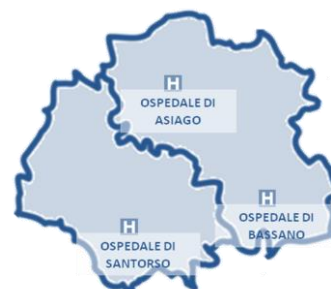 H
OSPEDALE DI
ASIAGO
H
OSPEDALE DI
BASSANO
H
OSPEDALE DI
SANTORSO